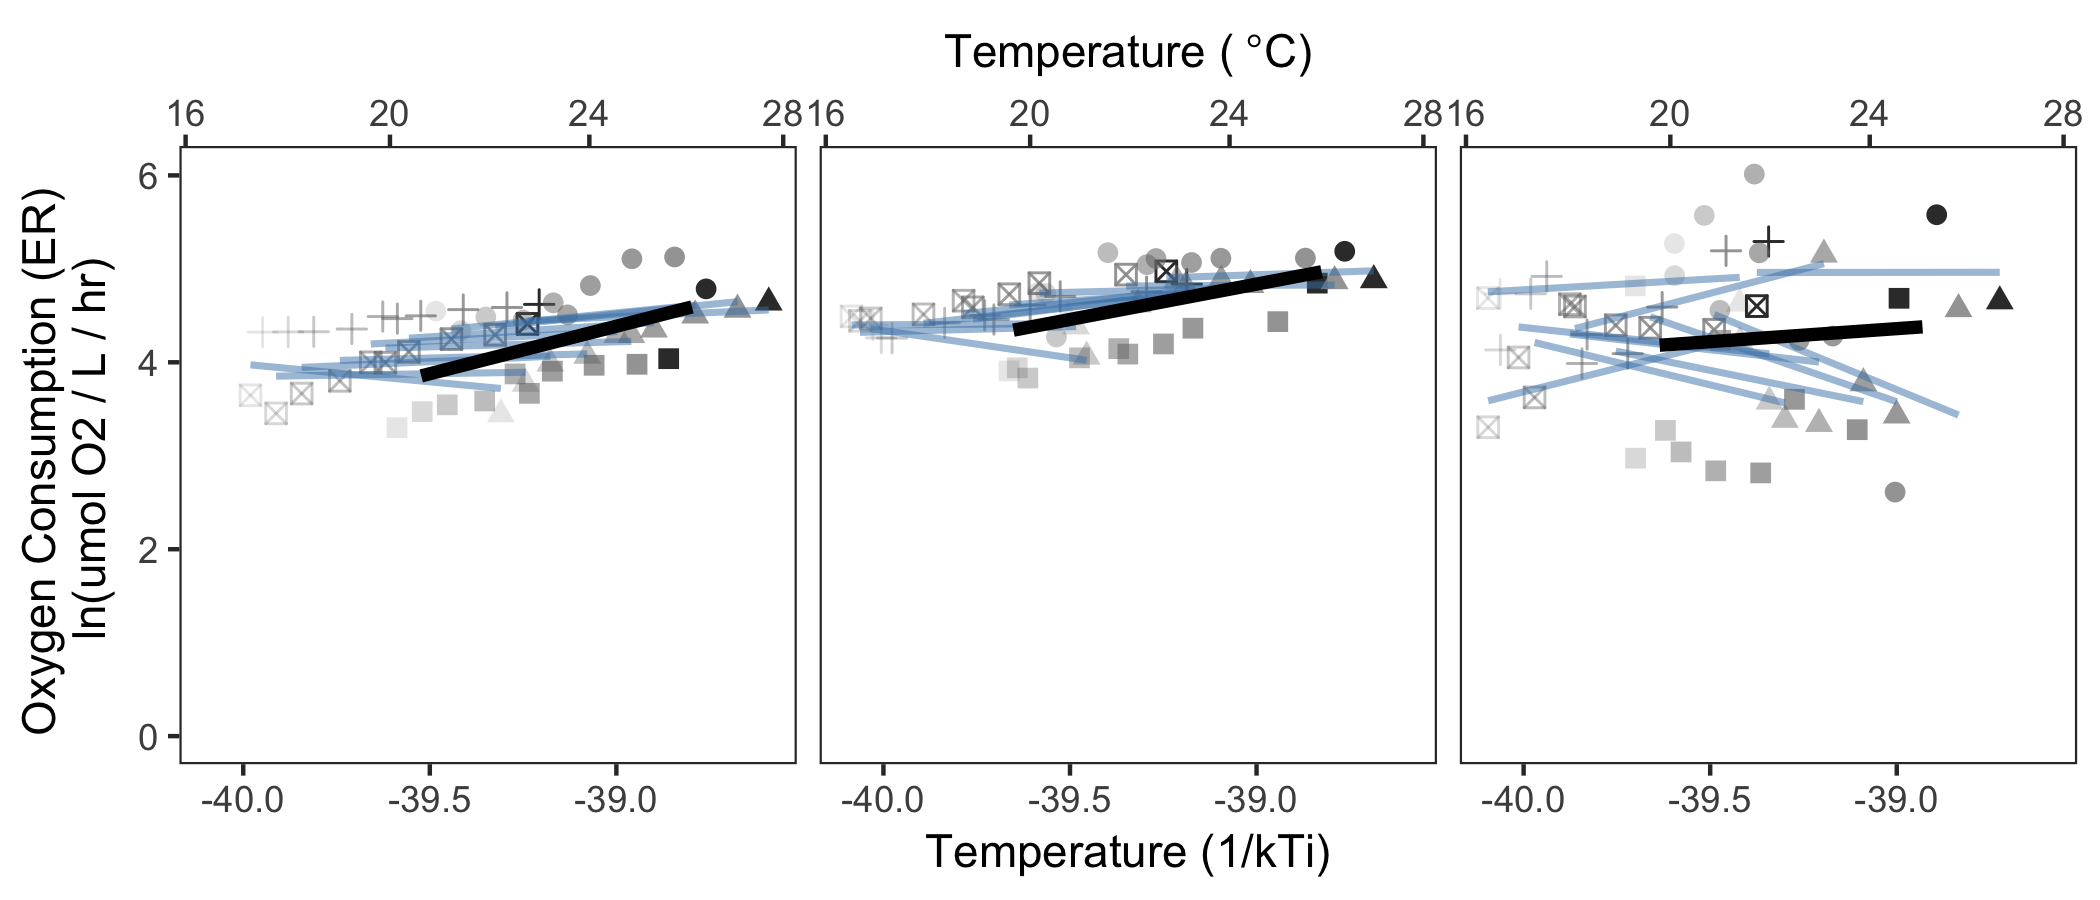 Temperature ( °C)
16 20 24 28 16 20 24 28 16 20 24 28
Oxygen Consumption (ER)
ln(umol O2 / L / hr)
6
4
2
0
-40.0 -39.5 -39.0 -40.0 -39.5 -39.0 -40.0 -39.5 -39.0
Temperature (1/kTi)